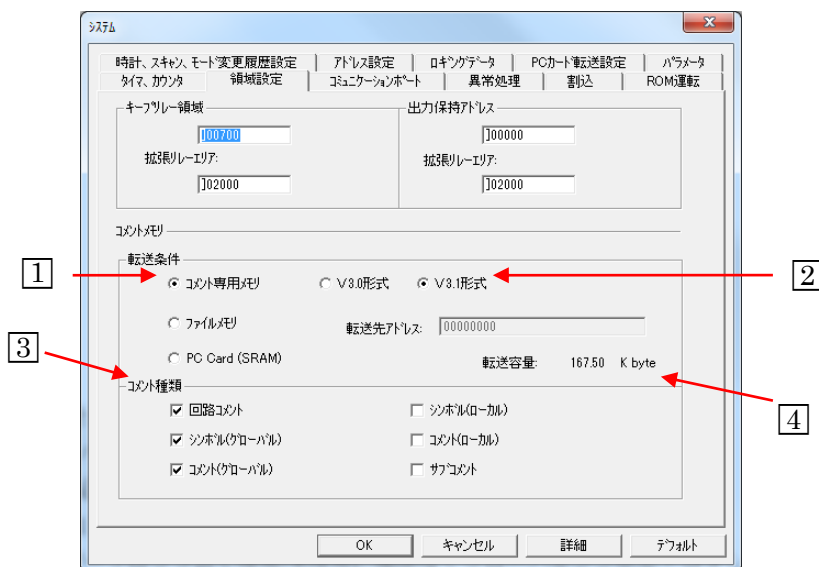 システム
時計、スキャン、モード変更履歴設定 アドレス設定 ロギングデータ PCカード転送設定 パラメータ
タイマ、カウンタ 領域設定 コミュニケーションポート 異常処理 割込 ROM運転
キープリレー領域 出力保持アドレス
]00700 ]00000
拡張リレーエリア: 拡張リレーエリア:
]02000 ]02000
コメントメモリ
転送条件
1 コメント専用メモリ V3.0形式 V3.1形式 2
ファイルメモリ 転送先アドレス: 00000000
3 PC Card (SRAM) 転送容量: 167.50 K byte
コメント種類
回路コメント シンボル(ローカル) 4
シンボル(グローバル) コメント(ローカル)
コメント(グローバル) サブコメント
OK キャンセル 詳細 デフォルト